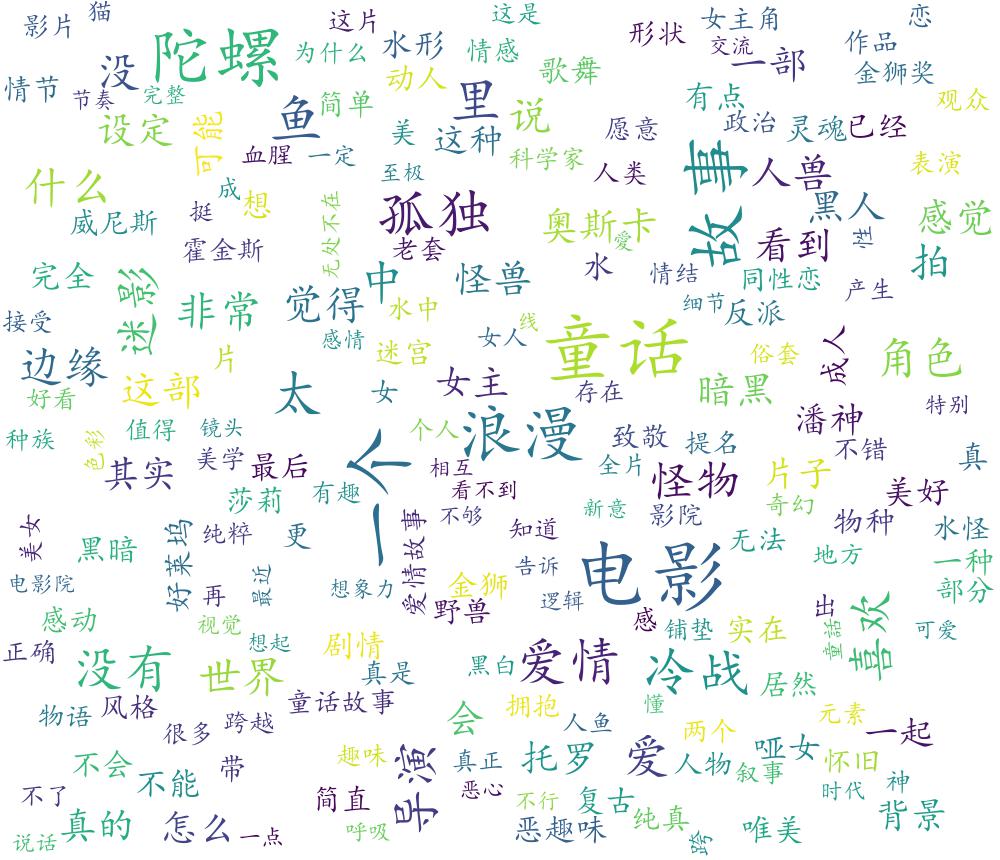 影片
猫
这片
这是
形状
女主角
恋
陀螺
为什么
水形
情感
交流
一部
作品
金狮奖
情节
没
节奏
完整
简单
动人
里
歌舞
有点
观众
设定
可能
鱼
美
这种
说
愿意
政治
灵魂
已经
血腥
一定
至极
科学家
人类
故事
人兽
表演
什么
成
想
挺
无处不在
孤独
老套
奥斯卡
爱
看到
黑人
性
感觉
威尼斯
霍金斯
完全
迷影
非常
觉得
中
水中
怪兽
水
情结
细节
同性恋
反派
产生
拍
接受
感情
迷宫
女人
线
童话
俗套
成人
角色
边缘
片
这部
好看
太
女
女主
存在
暗黑
潘神
特别
种族
色彩
值得
镜头
美学
个人
浪漫
致敬
提名
不错
真
其实
莎莉
最后
有趣
一个
相互
看不到
全片
怪物
片子
奇幻
美好
美女
黑暗
好莱坞
纯粹
更
爱情故事
不够
知道
新意
影院
无法
物种
水怪
地方
一种
电影院
再
最近
想象力
金狮
野兽
告诉
逻辑
电影
部分
感动
视觉
想起
剧情
感
铺垫
实在
出
童話
喜欢
可爱
正确
没有
世界
真是
黑白
爱情
冷战
居然
物语
风格
很多
跨越
童话故事
会
拥抱
人鱼
懂
两个
元素
一起
不会
不能
带
趣味
导演
真正
托罗
爱
人物
叙事
哑女
怀旧
时代
神
不了
简直
恶心
不行
复古
纯真
背景
说话
真的
怎么
一点
呼吸
恶趣味
跨
唯美